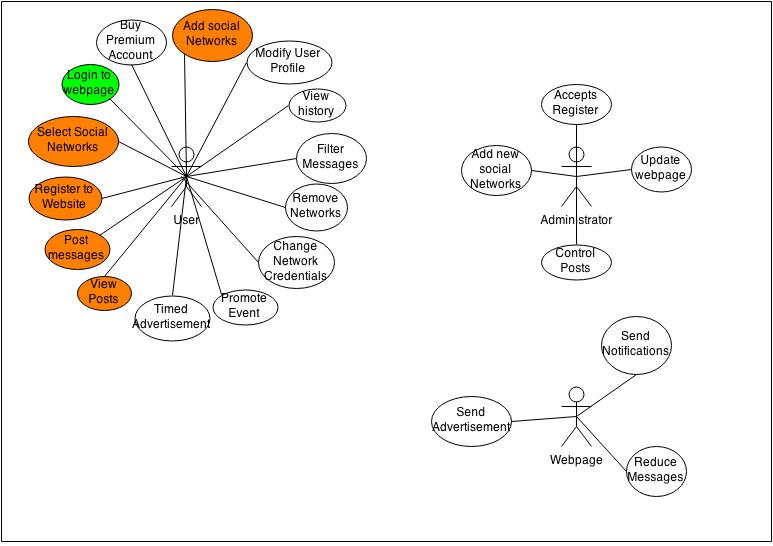 Buy
Premium
Account
Add social
Networks
Modify User
Profile
Login to
webpage
View
history
Select Social
Networks
Filter
Messages
Register to
Website
Remove
Networks
User
Post
messages
Change
Network
Credentials
View
Posts
Timed
Advertisement
Promote
Event
Accepts
Register
Add new
social
Networks
Update
webpage
Administrator
Control
Posts
Send
Notifications
Send
Advertisement
Webpage
Reduce
Messages